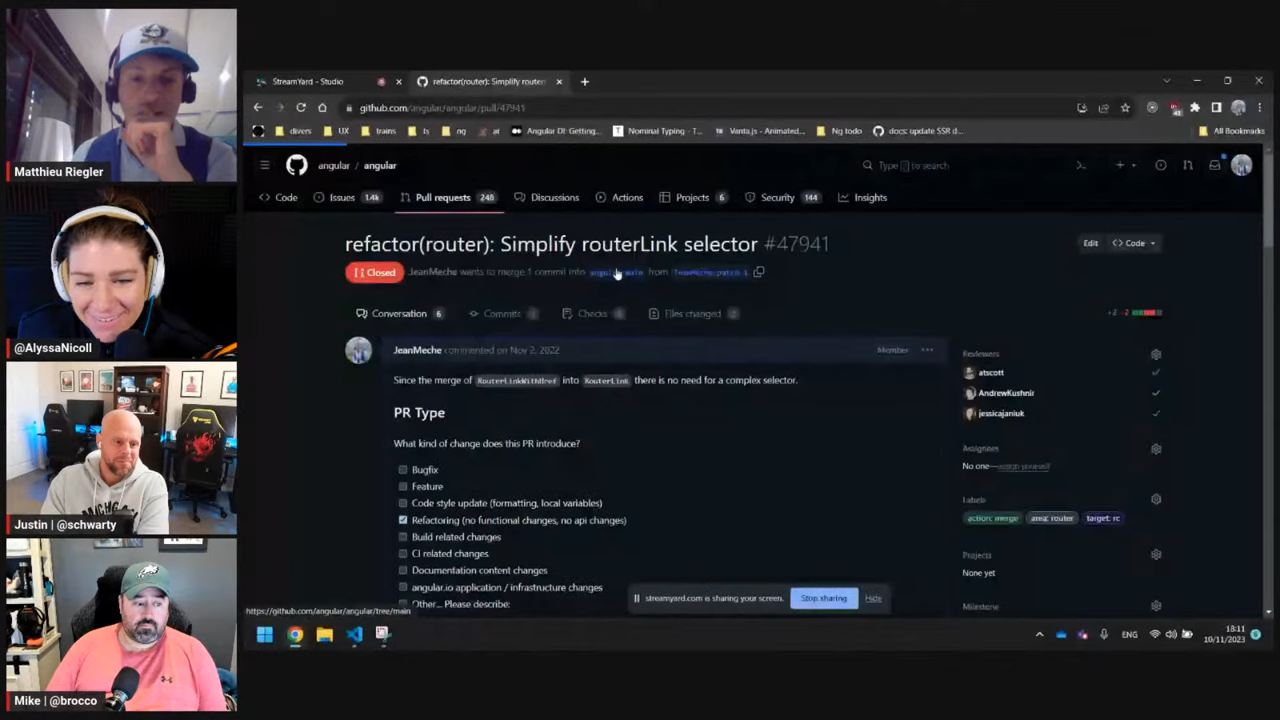 Matthieu Riegler
@AlyssaNicoll
Justin | @schwarty
Mike | @brocco
StreamYard - Studio
refactor(router): Simplify router
github.com/angular/angular/pull/47941
divers
UX
trains
ts
ng
at
Angular DI: Getting...
Nominal Typing - T...
Vanta.js - Animated...
Ng todo
docs: update SSR d...
All Bookmarks
angular / angular
Type / to search
Code
Issues 1.4k
Pull requests 248
Discussions
Actions
Projects 6
Security 144
Insights
refactor(router): Simplify routerLink selector #47941
Edit
Code
Closed
JeanMeche wants to merge 1 commit into
from JeanMeche:patch-1
Conversation 6
Commits
Checks
Files changed
+2 -2
JeanMeche commented on Nov 2, 2022
Member
Since the merge of RouterLinkWithHref into RouterLink there is no need for a complex selector.
PR Type
What kind of change does this PR introduce?
Bugfix
Feature
Code style update (formatting, local variables)
Refactoring (no functional changes, no api changes)
Build related changes
CI related changes
Documentation content changes
angular.io application / infrastructure changes
Other... Please describe:
Reviewers
atscott
AndrewKushnir
jessicajaniuk
Assignees
No one—assign yourself
Labels
action: merge
area: router
target: rc
Projects
None yet
Milestone
streamyard.com is sharing your screen.
Stop sharing
Hide
https://github.com/angular/angular/tree/main
ENG
18:11
10/11/2023